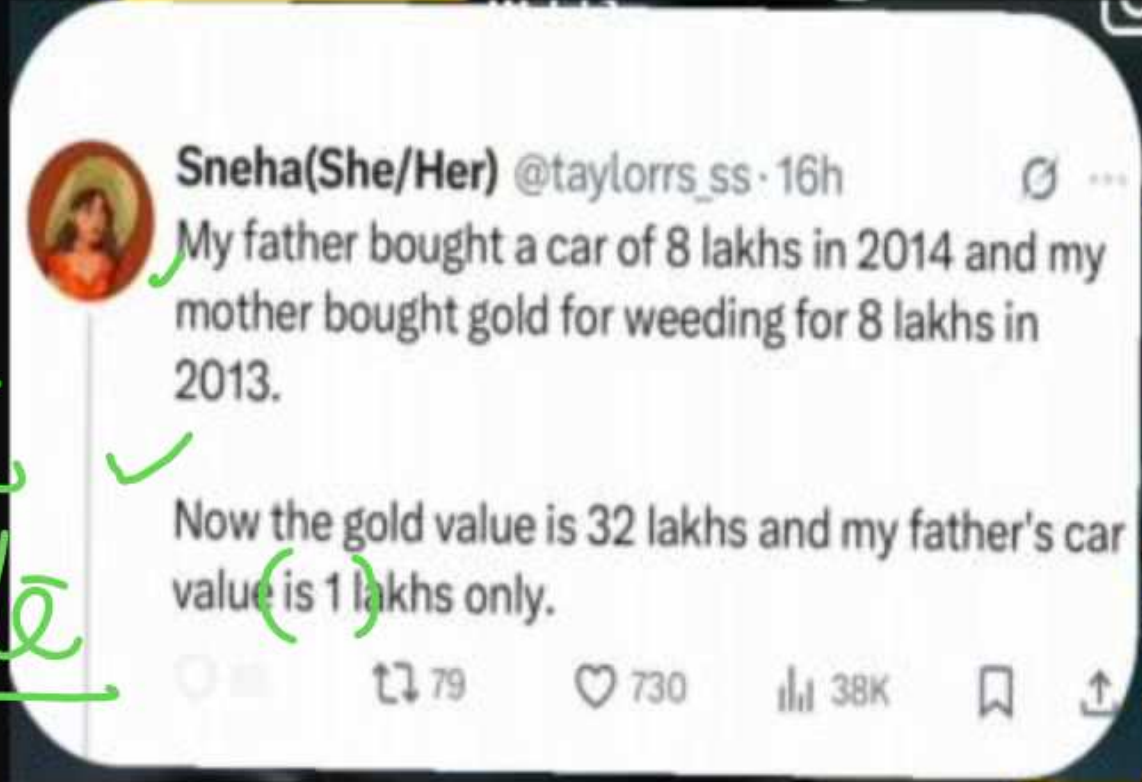 Sneha(She/Her) @taylorrs_ss · 16h
My father bought a car of 8 lakhs in 2014 and my
mother bought gold for weeding for 8 lakhs in
2013.
Now the gold value is 32 lakhs and my father's car
value (is 1 l)akhs only.
79 730 38K